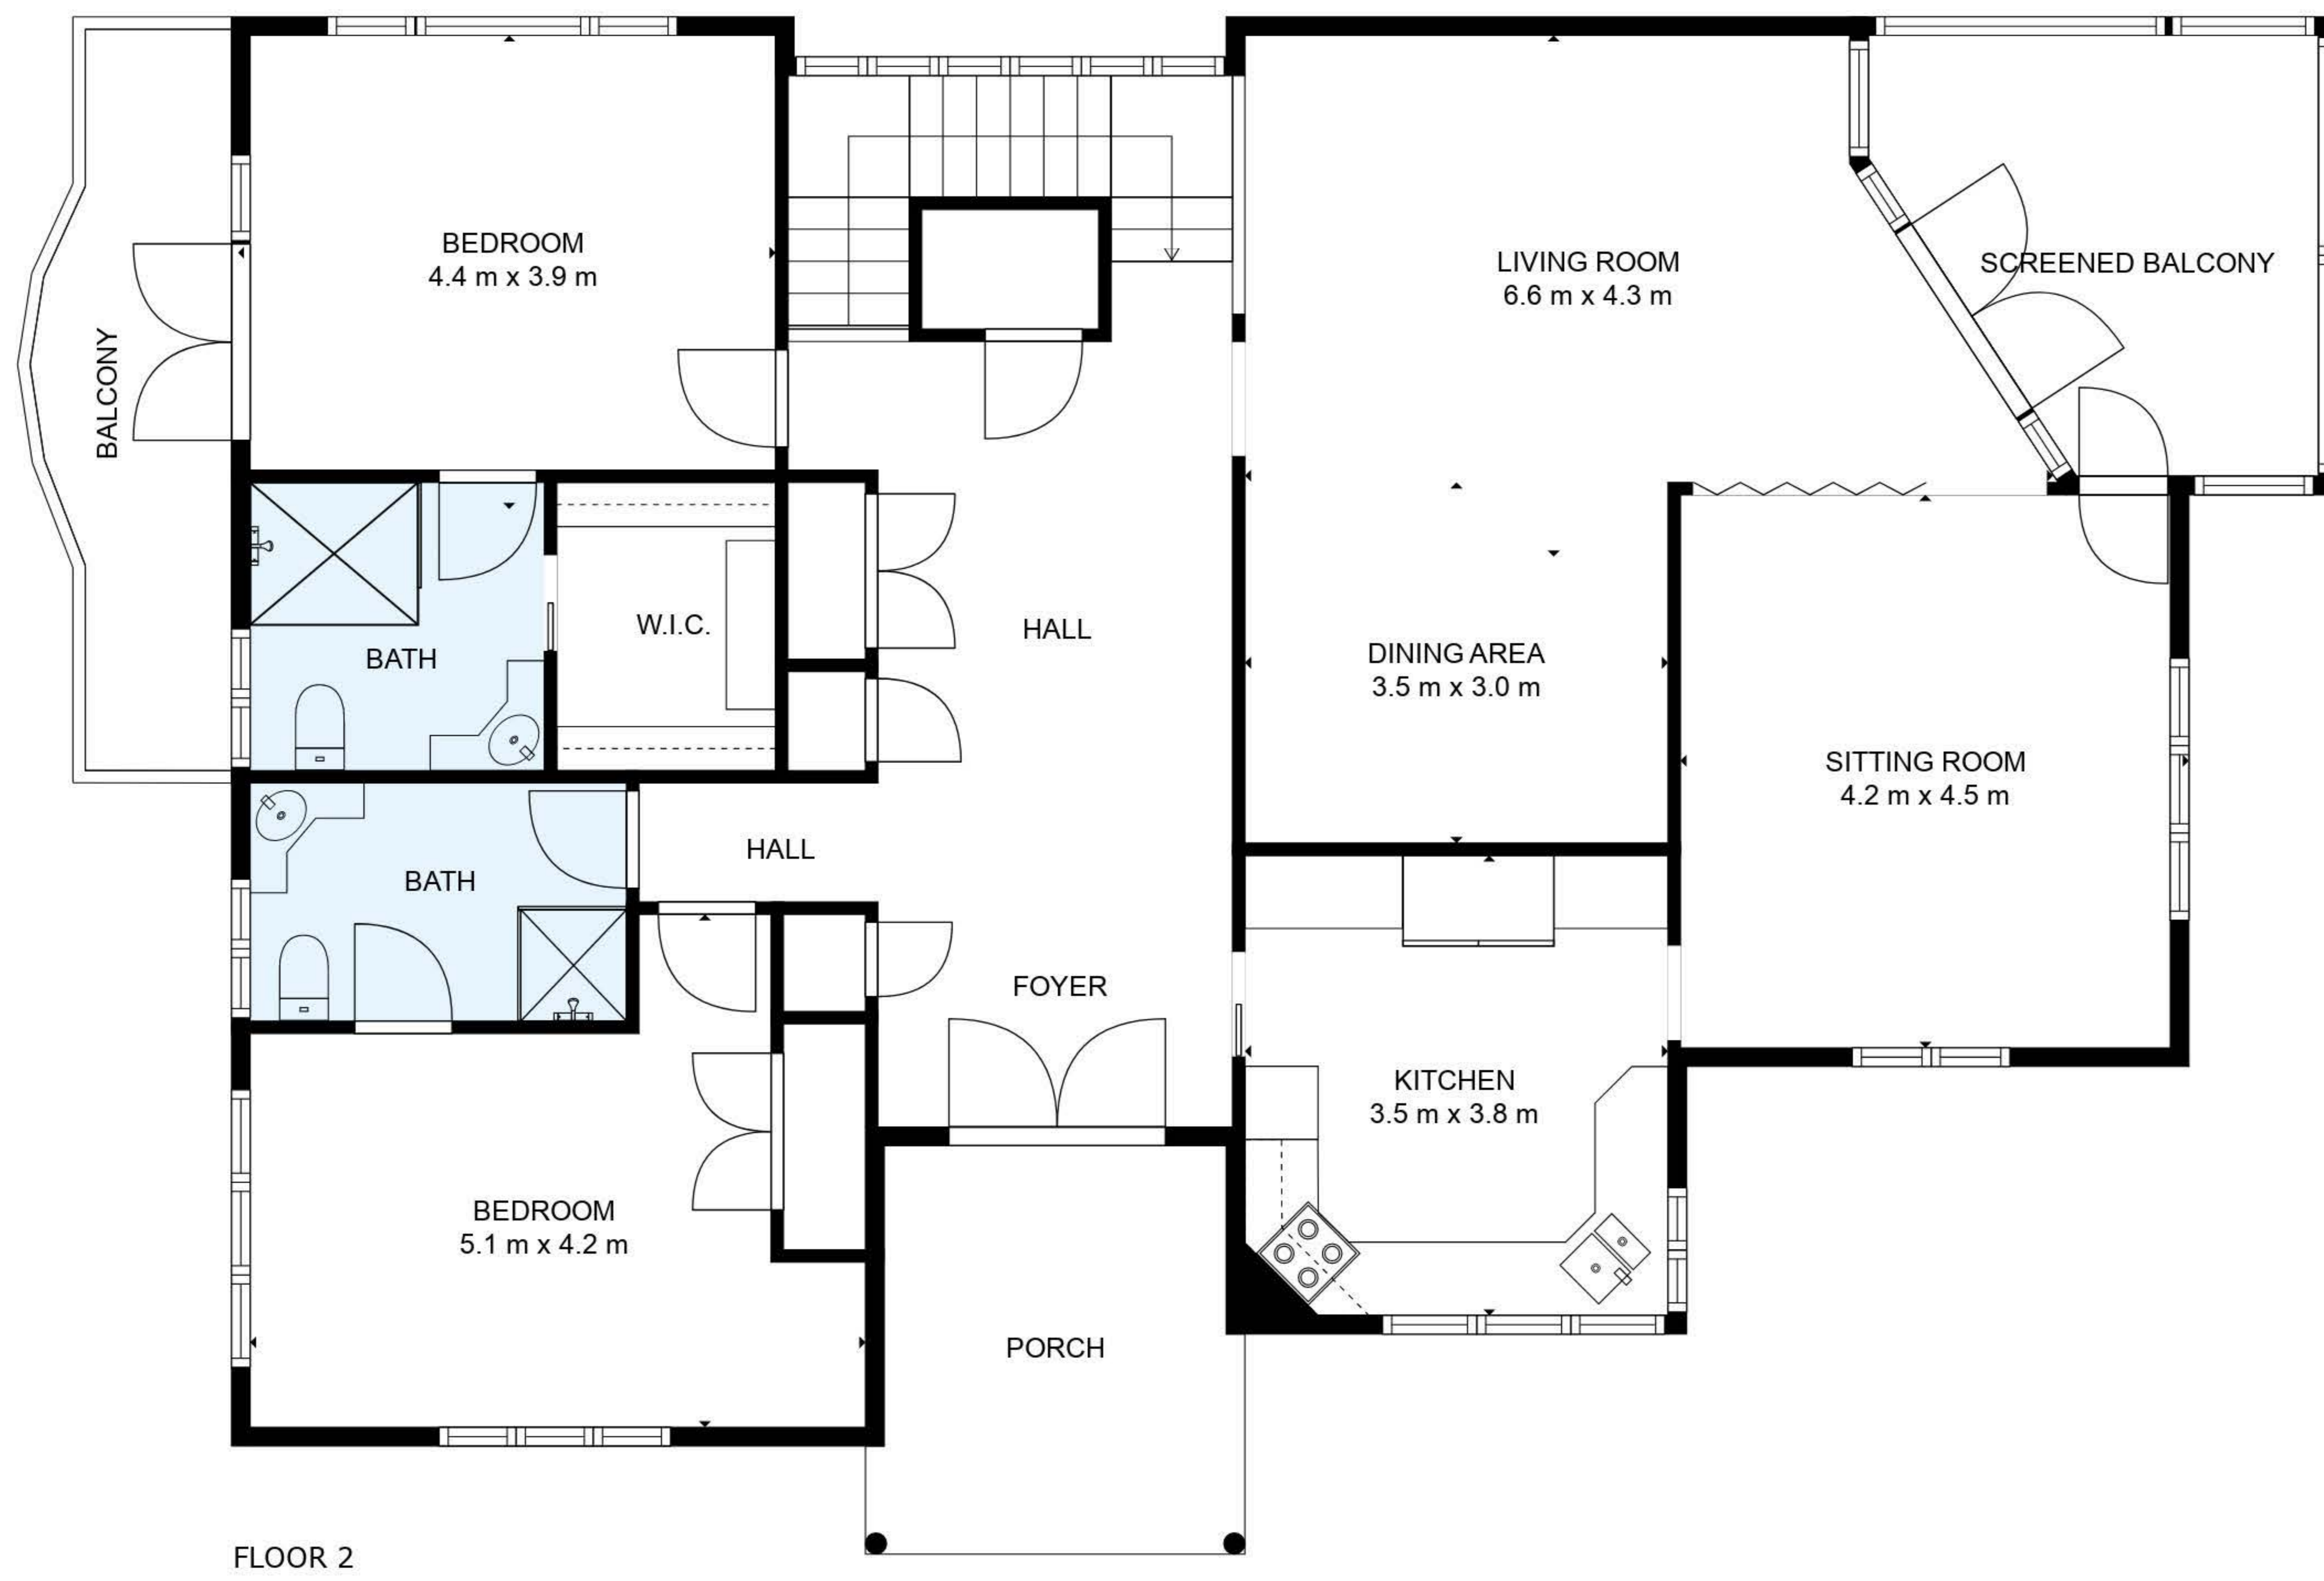 BEDROOM
4.4 m x 3.9 m
LIVING ROOM
6.6 m x 4.3 m
SCREENED BALCONY
BALCONY
W.I.C.
HALL
BATH
DINING AREA
3.5 m x 3.0 m
SITTING ROOM
4.2 m x 4.5 m
HALL
BATH
FOYER
KITCHEN
3.5 m x 3.8 m
BEDROOM
5.1 m x 4.2 m
PORCH
FLOOR 2